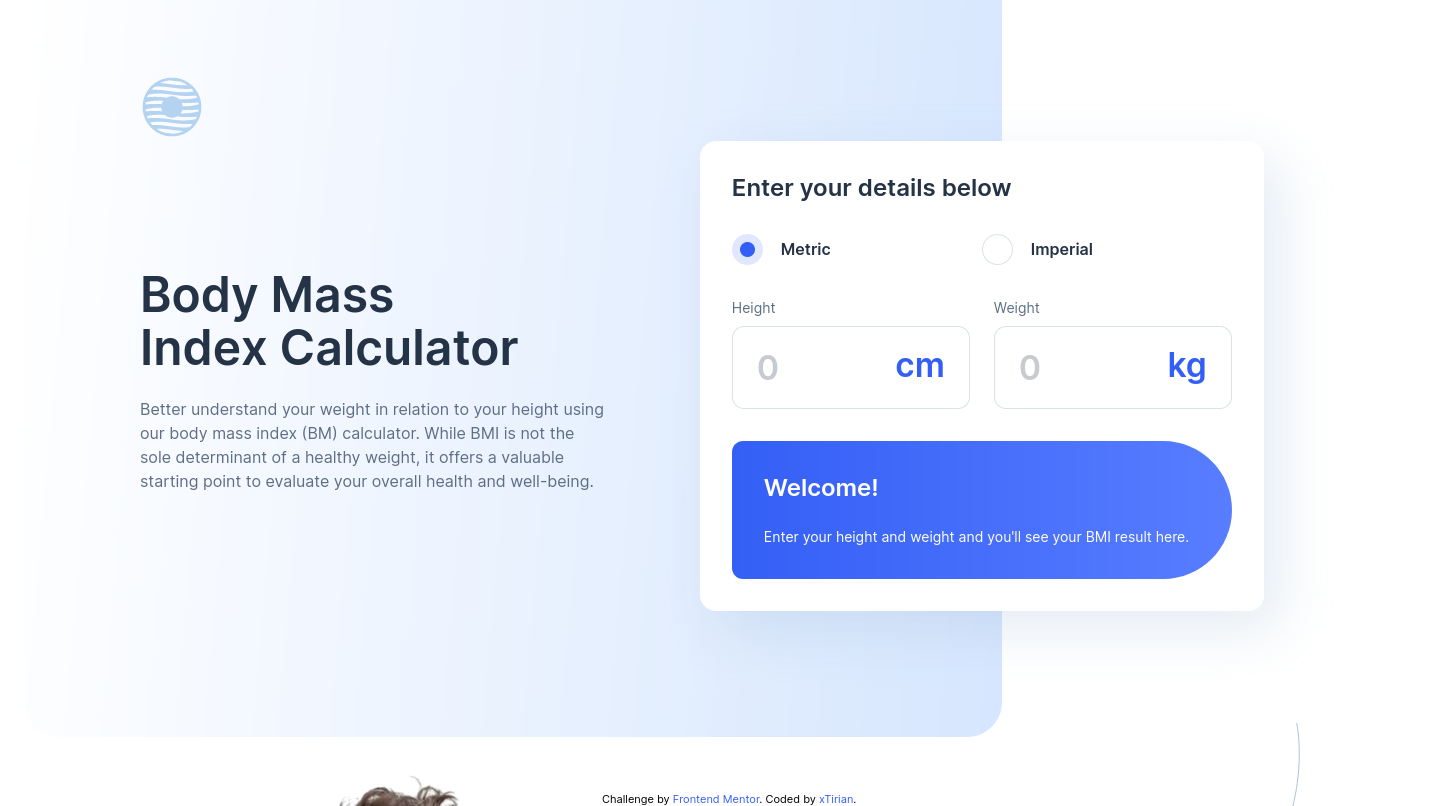 Body Mass
Index Calculator
Better understand your weight in relation to your height using
our body mass index (BM) calculator. While BMI is not the
sole determinant of a healthy weight, it offers a valuable
starting point to evaluate your overall health and well-being.
Enter your details below
Metric
Imperial
Height
Weight
0 cm
0 kg
Welcome!
Enter your height and weight and you'll see your BMI result here.
Challenge by Frontend Mentor. Coded by xTirian.